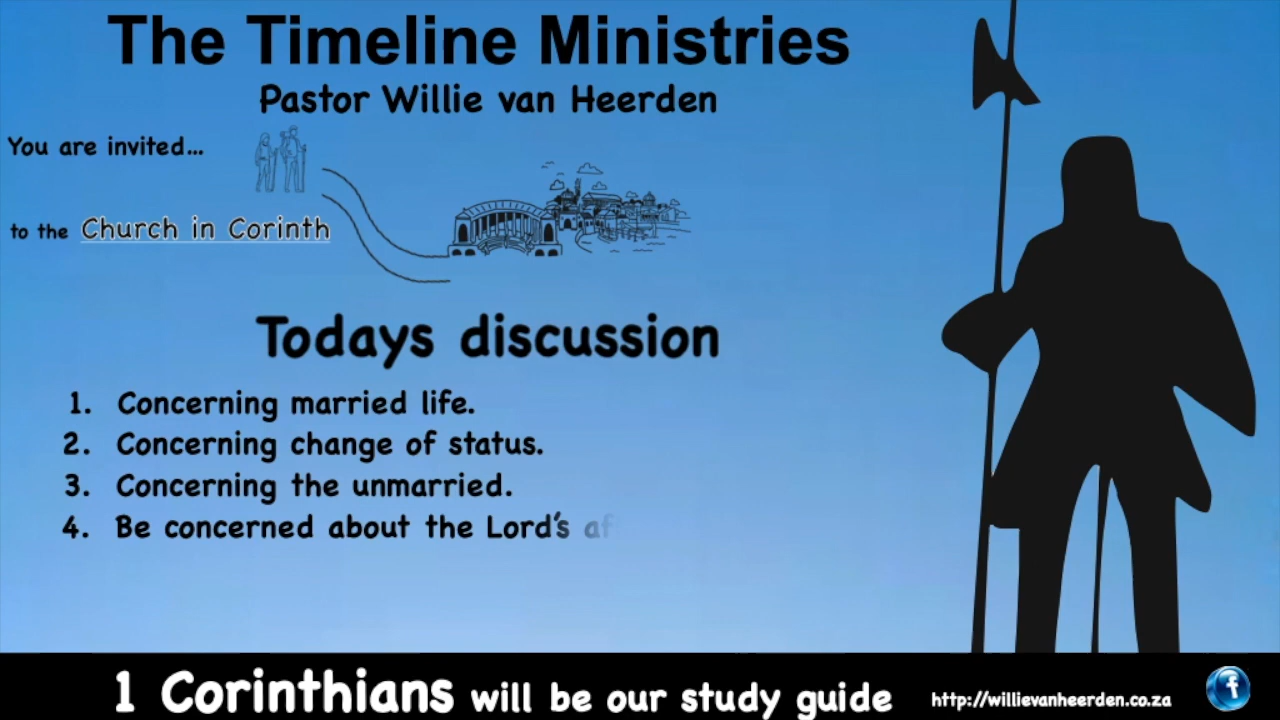 The Timeline Ministries
Pastor Willie van Heerden
You are invited...
to the Church in Corinth
Todays discussion
1. Concerning married life.
2. Concerning change of status.
3. Concerning the unmarried.
4. Be concerned about the Lord's
1 Corinthians will be our study guide
http://willievanheerden.co.za
f